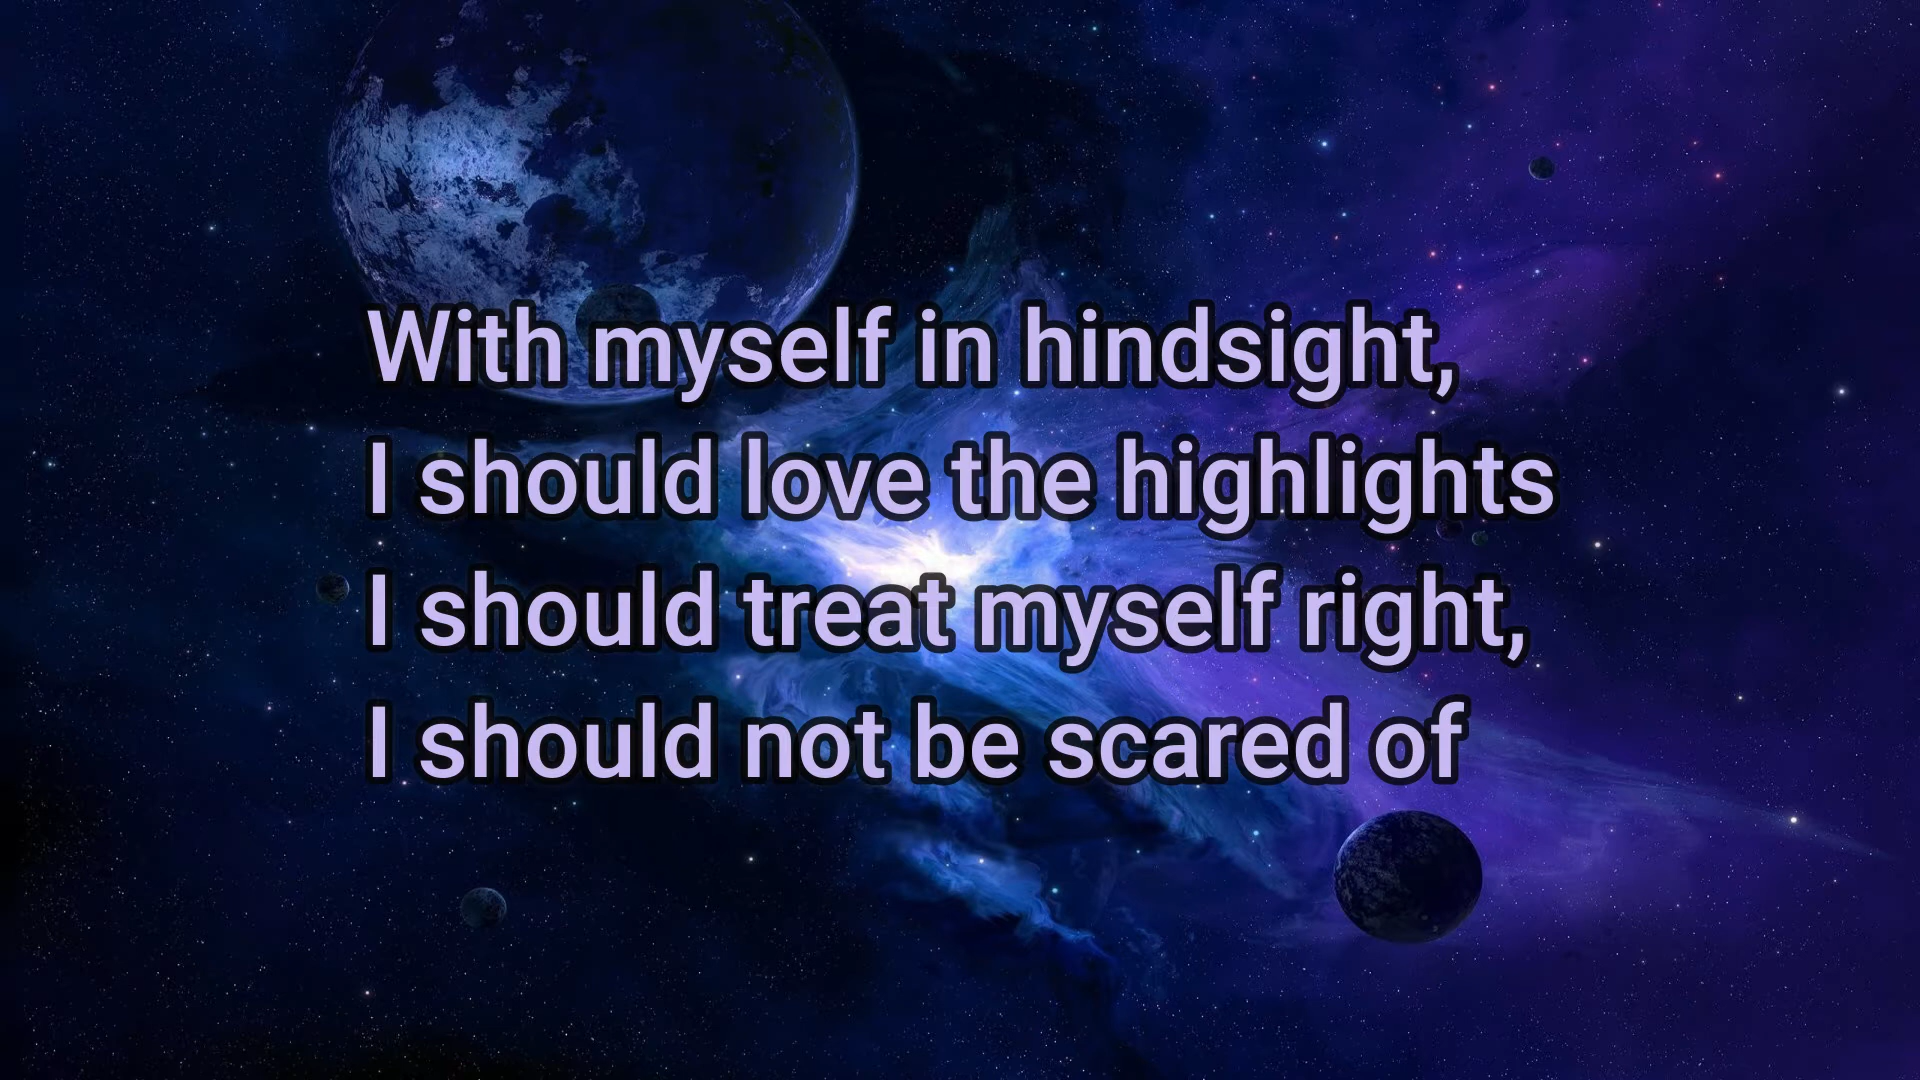 With myself in hindsight,
I should love the highlights
I should treat myself right,
I should not be scared of